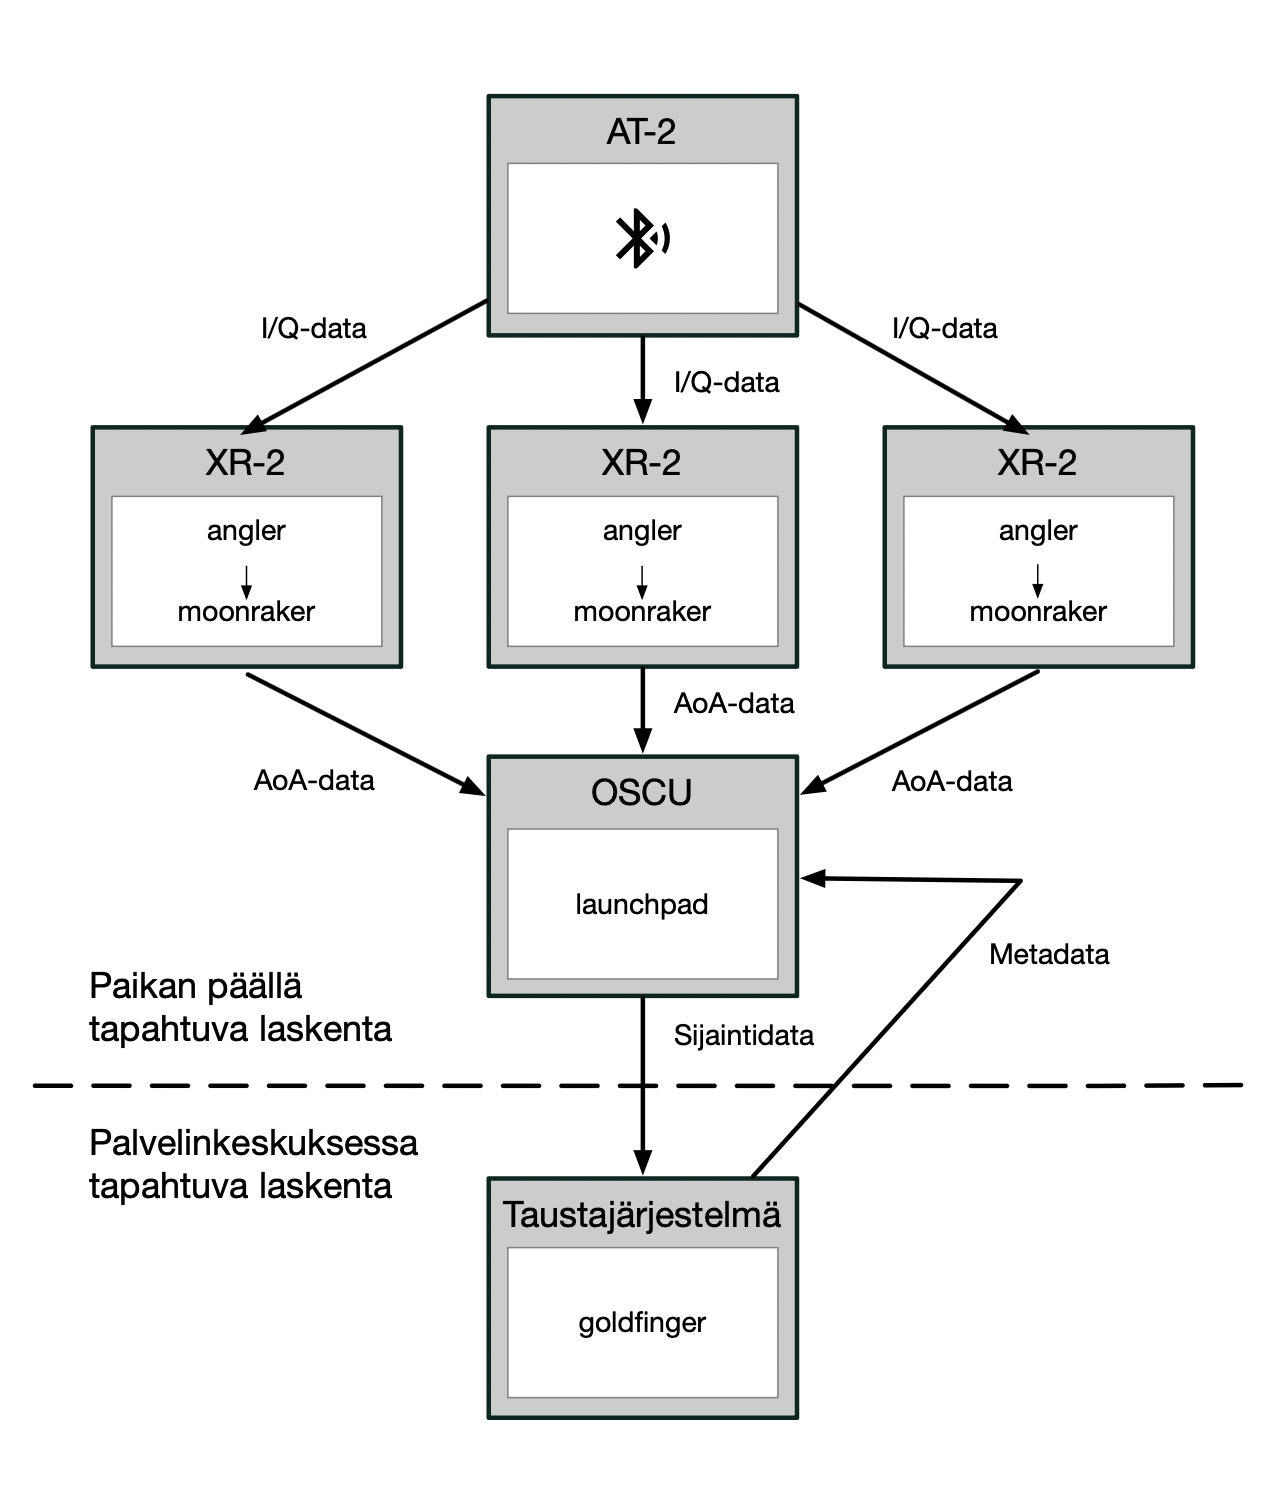 AT-2
I/Q-data
I/Q-data
I/Q-data
XR-2
angler
moonraker
XR-2
angler
moonraker
XR-2
angler
moonraker
AoA-data
AoA-data
AoA-data
OSCU
launchpad
Metadata
Paikan päällä
tapahtuva laskenta
Sijaintidata
Palvelinkeskuksessa
tapahtuva laskenta
Taustajärjestelmä
goldfinger